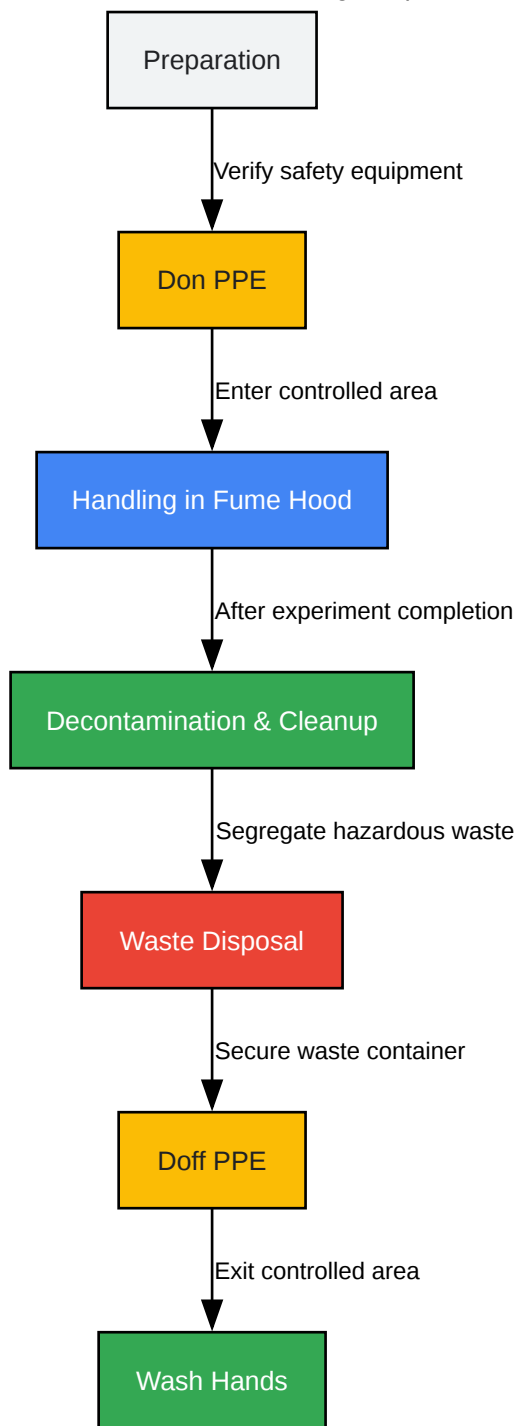 Preparation
Verify safety equipment
Don PPE
Enter controlled area
Handling in Fume Hood
After experiment completion
Decontamination & Cleanup
Segregate hazardous waste
Waste Disposal
Secure waste container
Doff PPE
Exit controlled area
Wash Hands